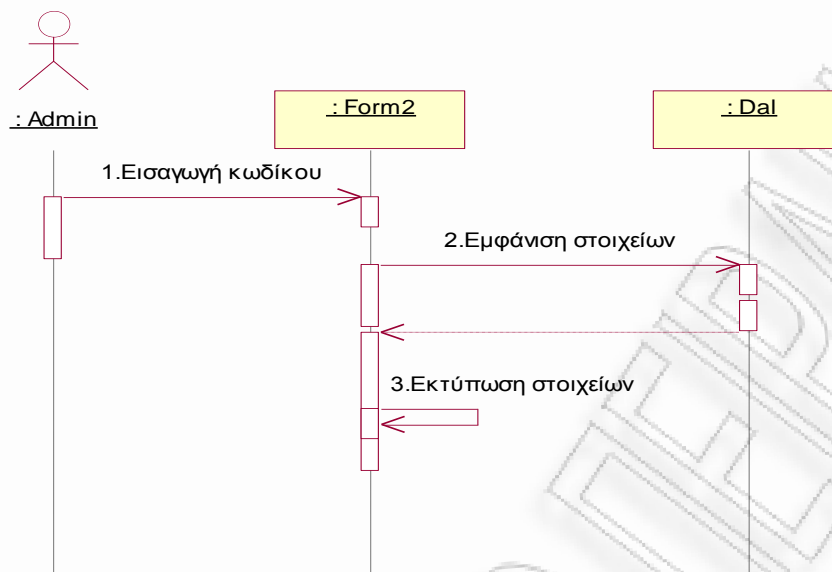 : Admin
: Form2
: Dal
1.Εισαγωγή κωδίκου
2.Εμφάνιση στοιχείων
3.Εκτύπωση στοιχείων